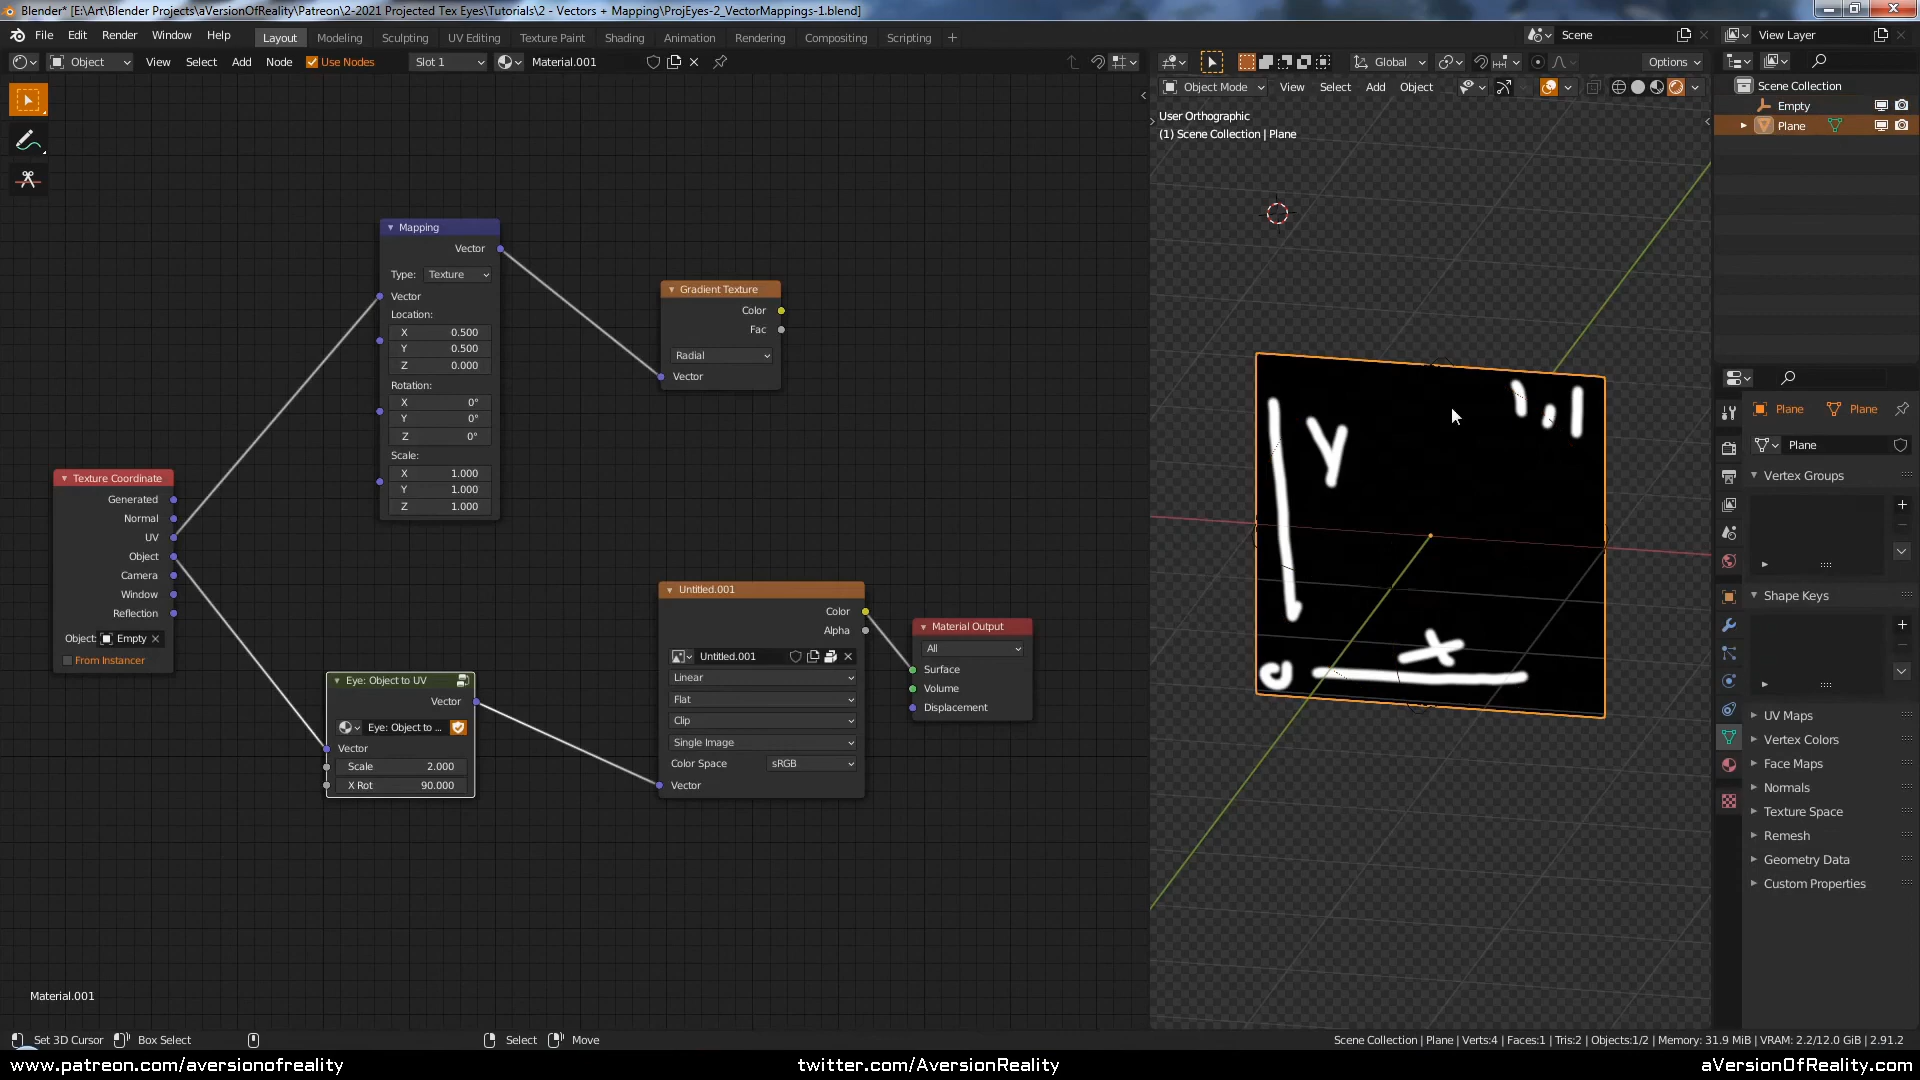 Blender* [E:\Art\Blender Projects\aVersionOfReality\Patreon\2-2021 Projected Tex Eyes\Tutorials\2 - Vectors + Mapping\ProjEyes-2_VectorMappings-1.blend]
File Edit Render Window Help Layout Modeling Sculpting UV Editing Texture Paint Shading Animation Rendering Compositing Scripting + Scene View Layer
Object View Select Add Node Use Nodes Slot 1 Material.001 Global Options
Object Mode View Select Add Object
User Orthographic
(1) Scene Collection | Plane
Scene Collection
Empty
Plane
Mapping
Vector
Type: Texture
Vector
Location:
X 0.500
Y 0.500
Z 0.000
Rotation:
X 0°
Y 0°
Z 0°
Scale:
X 1.000
Y 1.000
Z 1.000
Gradient Texture
Color
Fac
Radial
Vector
Texture Coordinate
Generated
Normal
UV
Object
Camera
Window
Reflection
Object: Empty
From Instancer
Eye: Object to UV
Vector
Eye: Object to ...
Vector
Scale 2.000
X Rot 90.000
Untitled.001
Color
Alpha
Untitled.001
Linear
Flat
Clip
Single Image
Color Space sRGB
Vector
Material Output
All
Surface
Volume
Displacement
1,1
Y
X
0
Plane Plane
Plane
Vertex Groups
Shape Keys
UV Maps
Vertex Colors
Face Maps
Normals
Texture Space
Remesh
Geometry Data
Custom Properties
Material.001
Set 3D Cursor Box Select Select Move Scene Collection | Plane | Verts:4 | Faces:1 | Tris:2 | Objects:1/2 | Memory: 31.9 MiB | VRAM: 2.2/12.0 GiB | 2.91.2
www.patreon.com/aversionofreality twitter.com/AversionReality aVersionOfReality.com